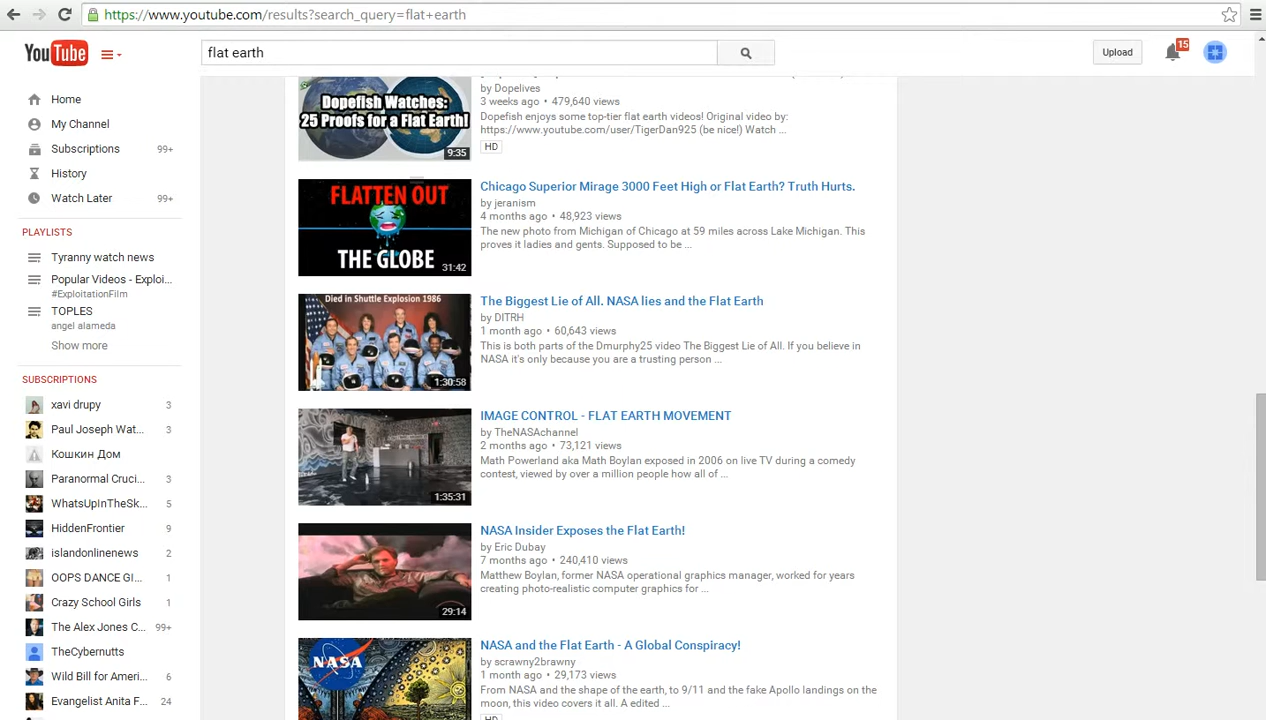 https://www.youtube.com/results?search_query=flat+earth
YouTube
flat earth
Upload
15
Home
My Channel
Subscriptions 99+
History
Watch Later 99+
PLAYLISTS
Tyranny watch news
Popular Videos - Exploi...
#ExploitationFilm
TOPLES
angel alameda
Show more
SUBSCRIPTIONS
xavi drupy 3
Paul Joseph Wat... 3
Кошкин Дом
Paranormal Cruci... 3
WhatsUpInTheSk... 5
HiddenFrontier 9
islandonlinenews 2
OOPS DANCE GI... 1
Crazy School Girls 1
The Alex Jones C... 99+
TheCybernutts
Wild Bill for Ameri... 6
Evangelist Anita F... 24
Dopefish Watches:
25 Proofs for a Flat Earth!
9:35
by Dopelives
3 weeks ago • 479,640 views
Dopefish enjoys some top-tier flat earth videos! Original video by:
https://www.youtube.com/user/TigerDan925 (be nice!) Watch ...
HD
FLATTEN OUT
THE GLOBE
31:42
Chicago Superior Mirage 3000 Feet High or Flat Earth? Truth Hurts.
by jeranism
4 months ago • 48,923 views
The new photo from Michigan of Chicago at 59 miles across Lake Michigan. This
proves it ladies and gents. Supposed to be ...
Died in Shuttle Explosion 1986
1:30:58
The Biggest Lie of All. NASA lies and the Flat Earth
by DITRH
1 month ago • 60,643 views
This is both parts of the Dmurphy25 video The Biggest Lie of All. If you believe in
NASA it's only because you are a trusting person ...
1:35:31
IMAGE CONTROL - FLAT EARTH MOVEMENT
by TheNASAchannel
2 months ago • 73,121 views
Math Powerland aka Math Boylan exposed in 2006 on live TV during a comedy
contest, viewed by over a million people how all of ...
29:14
NASA Insider Exposes the Flat Earth!
by Eric Dubay
7 months ago • 240,410 views
Matthew Boylan, former NASA operational graphics manager, worked for years
creating photo-realistic computer graphics for ...
NASA
NASA and the Flat Earth - A Global Conspiracy!
by scrawny2brawny
1 month ago • 29,173 views
From NASA and the shape of the earth, to 9/11 and the fake Apollo landings on the
moon, this video covers it all. A edited ...
HD